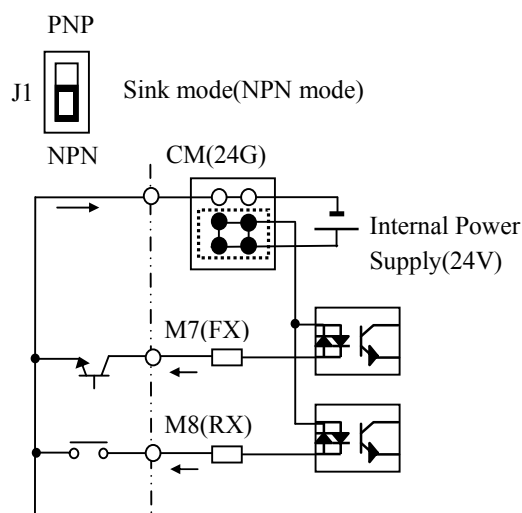 PNP
J1
Sink mode(NPN mode)
NPN
CM(24G)
Internal Power
Supply(24V)
M7(FX)
M8(RX)